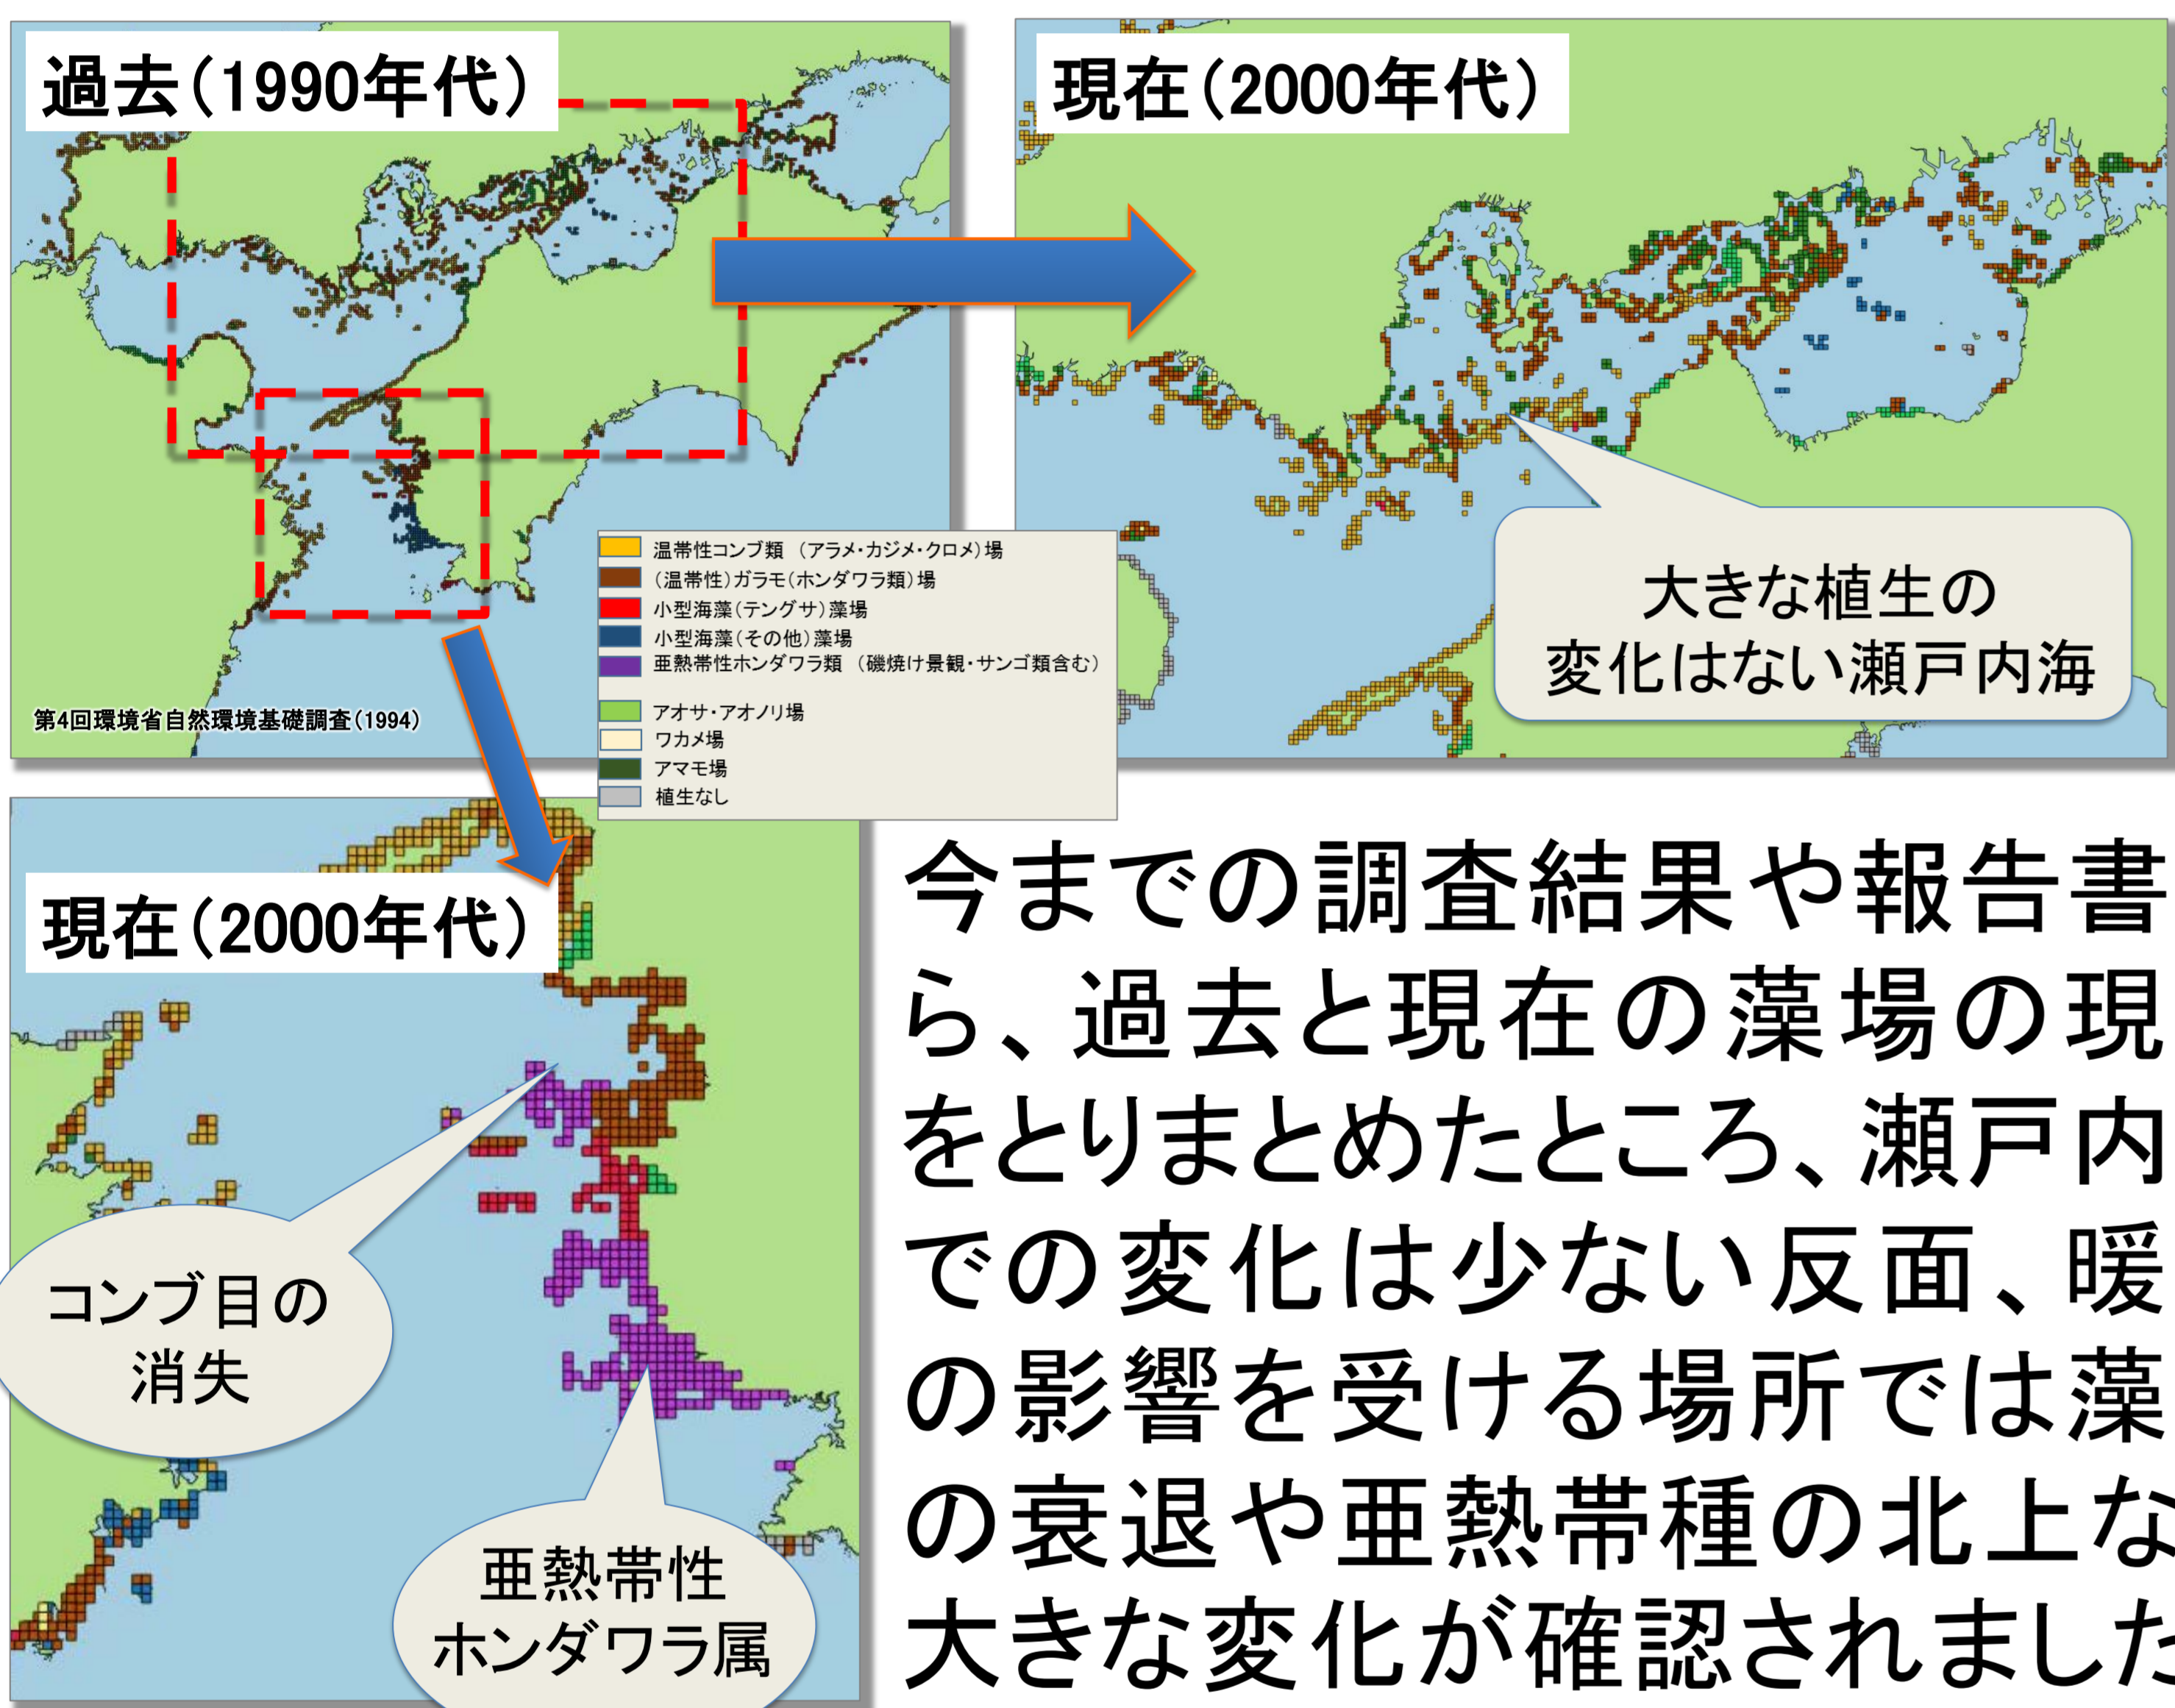 過去(1990年代)
現在(2000年代)
温帯性コンブ類 (アラメ・カジメ・クロメ)場
(温帯性)ガラモ(ホンダワラ類)場
小型海藻(テングサ)藻場
小型海藻(その他)藻場
亜熱帯性ホンダワラ類 (磯焼け景観・サンゴ類含む)
アオサ・アオノリ場
ワカメ場
アマモ場
植生なし
第4回環境省自然環境基礎調査(1994)
大きな植生の
変化はない瀬戸内海
現在(2000年代)
コンブ目の
消失
亜熱帯性
ホンダワラ属
今までの調査結果や報告書
ら、過去と現在の藻場の現
をとりまとめたところ、瀬戸内
での変化は少ない反面、暖
の影響を受ける場所では藻
の衰退や亜熱帯種の北上な
大きな変化が確認されました